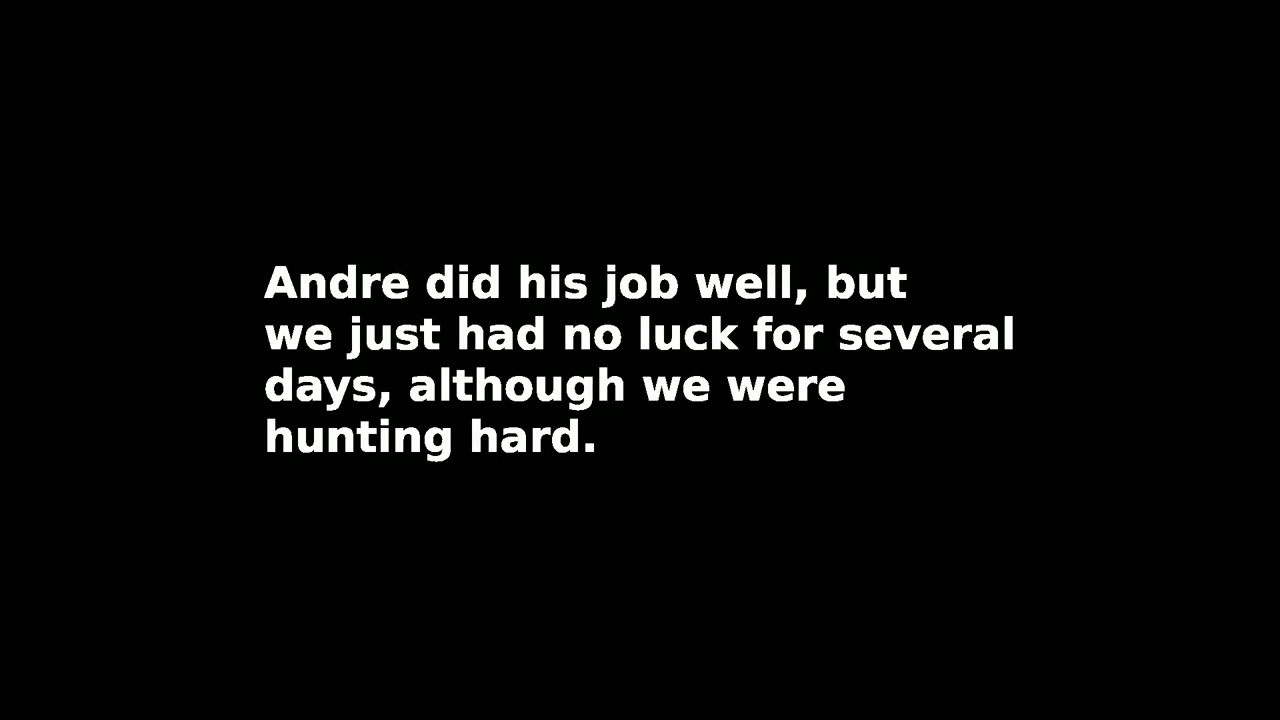 Andre did his job well, but
we just had no luck for several
days, although we were
hunting hard.